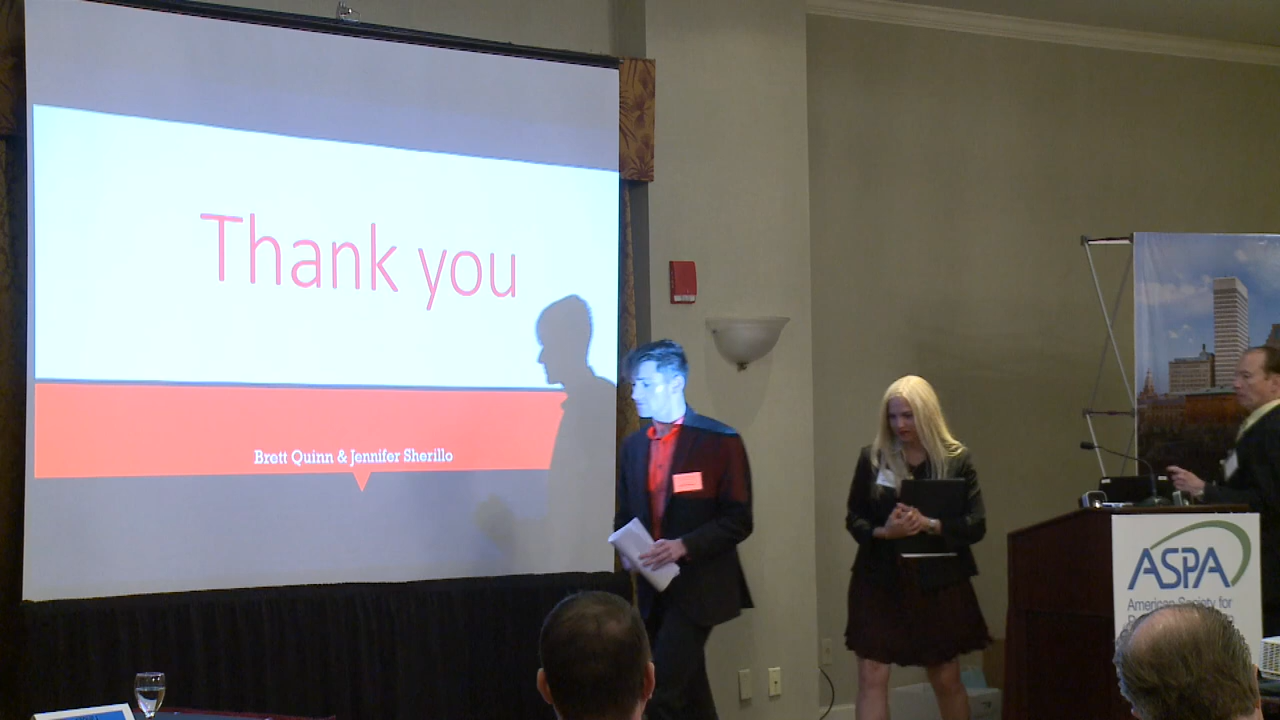 Thank you
Brett Quinn & Jennifer Sherillo
ASPA
American Society for